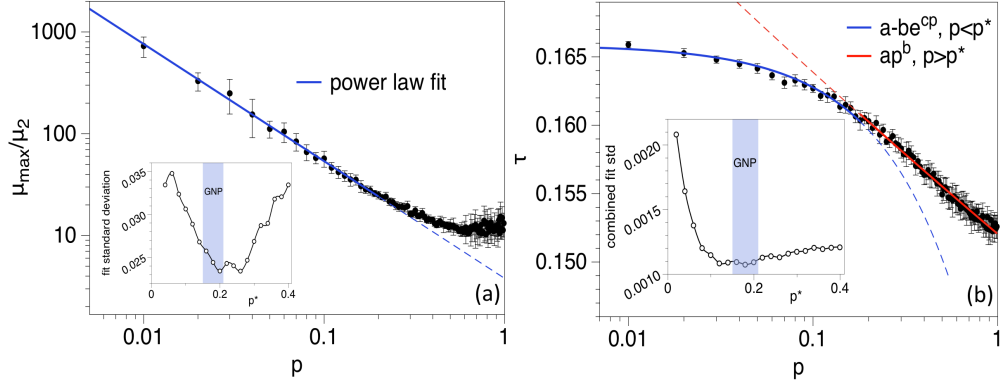 1000
100
10
μmax/μ2
power law fit
0.035
0.030
0.025
fit standard deviation
GNP
0
0.2
0.4
p*
(a)
0.01
0.1
1
p
0.165
0.160
0.155
0.150
τ
a-be^cp, p<p*
ap^b, p>p*
0.0020
0.0015
0.0010
combined fit std
GNP
0
0.2
0.4
p*
(b)
0.01
0.1
1
p